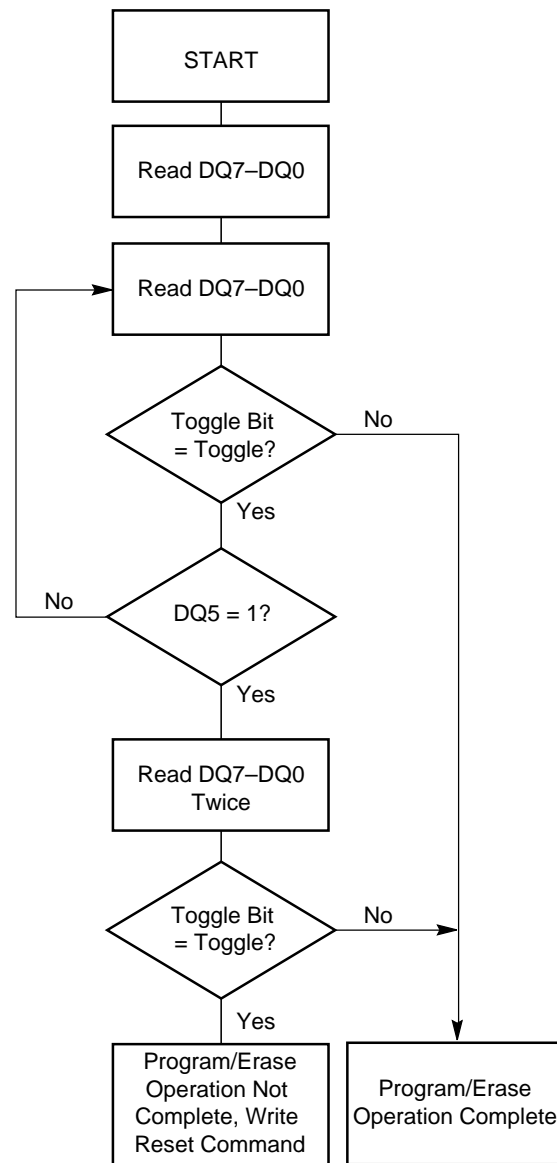 START
Read DQ7–DQ0
Read DQ7–DQ0
Toggle Bit
= Toggle?
No
Yes
No
DQ5 = 1?
Yes
Read DQ7–DQ0
Twice
Toggle Bit
= Toggle?
No
Yes
Program/Erase
Operation Not
Complete, Write
Reset Command
Program/Erase
Operation Complete